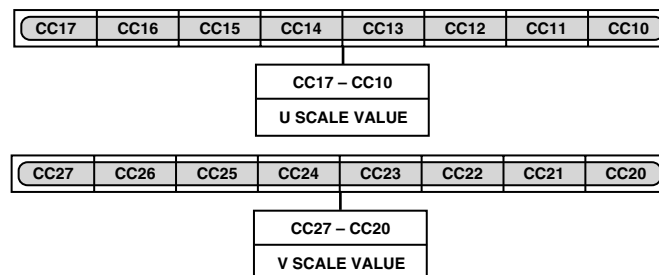 CC17 CC16 CC15 CC14 CC13 CC12 CC11 CC10
CC17 – CC10
U SCALE VALUE
CC27 CC26 CC25 CC24 CC23 CC22 CC21 CC20
CC27 – CC20
V SCALE VALUE